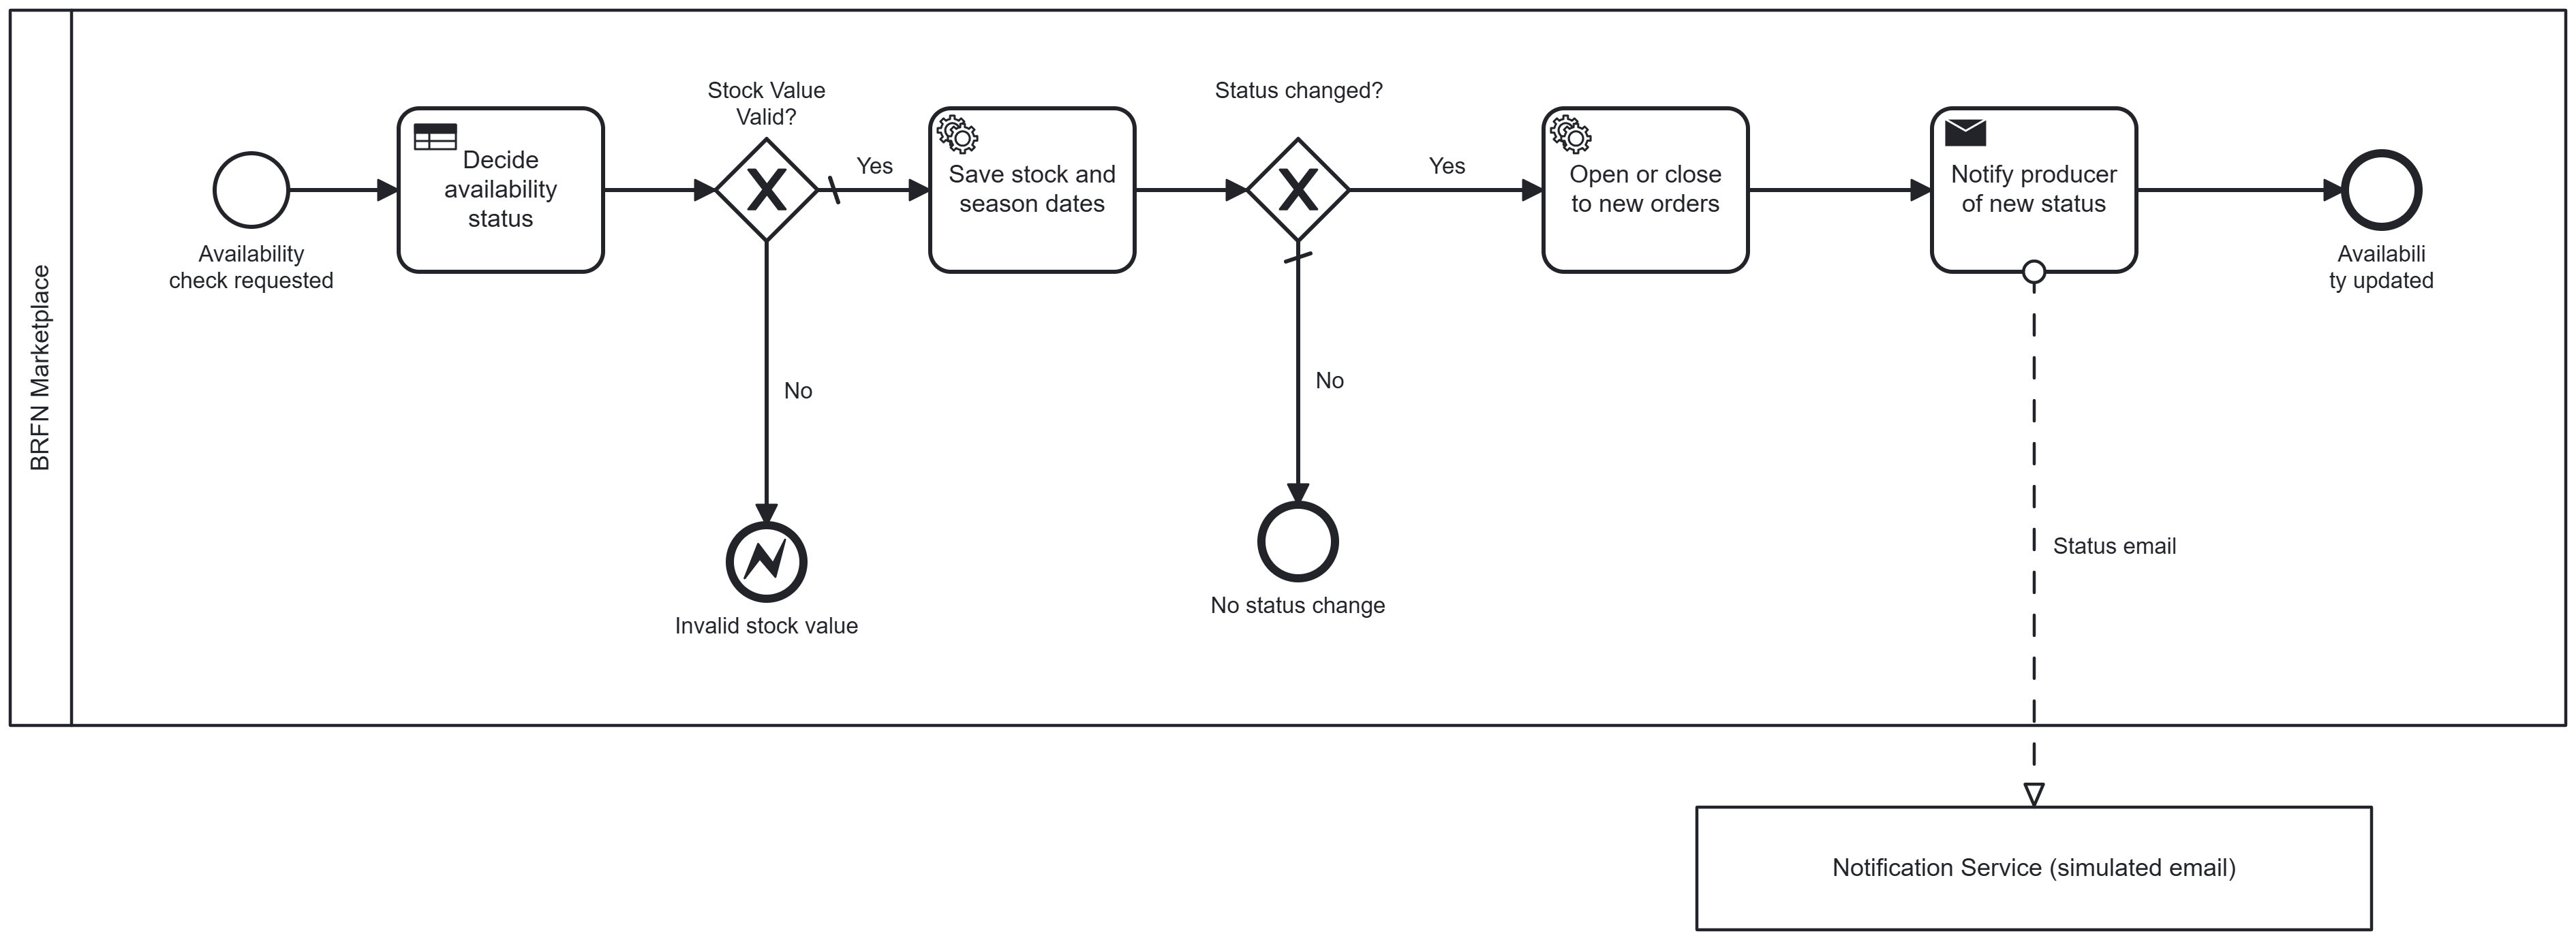 BRFN Marketplace
Availability
check requested
Decide
availability
status
Stock Value
Valid?
Yes
No
Invalid stock value
Save stock and
season dates
Status changed?
Yes
No
No status change
Open or close
to new orders
Notify producer
of new status
Availabili
ty updated
Status email
Notification Service (simulated email)